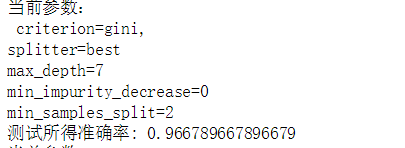 当前参数：
criterion=gini,
splitter=best
max_depth=7
min_impurity_decrease=0
min_samples_split=2
测试所得准确率: 0.966789667896679